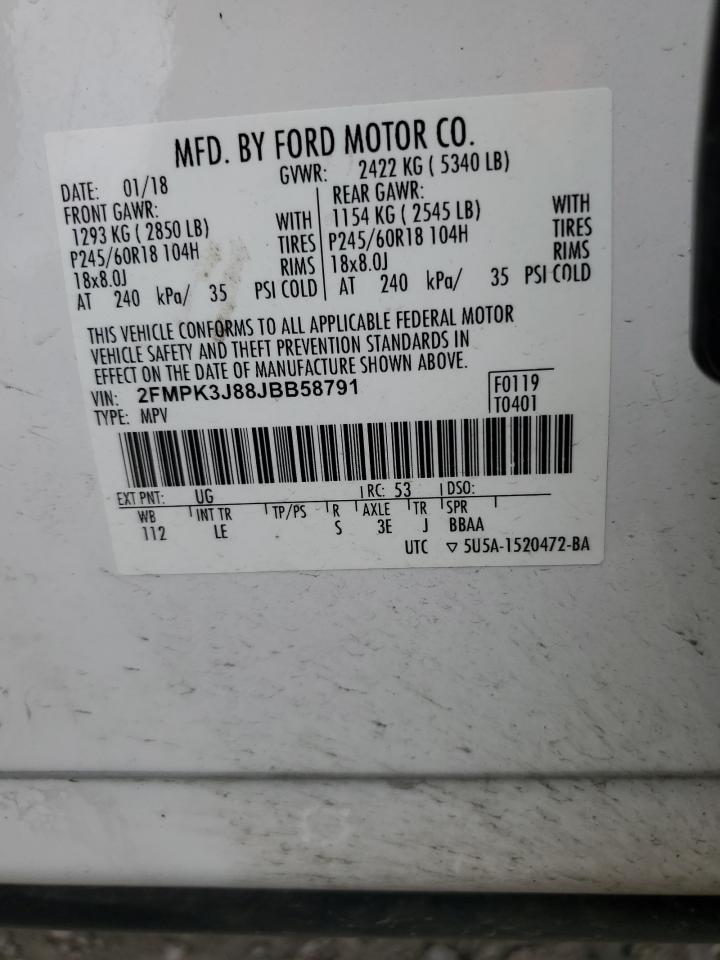 MFD. BY FORD MOTOR CO.
DATE: 01/18 GVWR: 2422 KG ( 5340 LB)
FRONT GAWR:
1293 KG ( 2850 LB) WITH
P245/60R18 104H TIRES
18x8.0J RIMS
AT 240 kPa/ 35 PSI COLD
REAR GAWR:
1154 KG ( 2545 LB) WITH
P245/60R18 104H TIRES
18x8.0J RIMS
AT 240 kPa/ 35 PSI COLD
THIS VEHICLE CONFORMS TO ALL APPLICABLE FEDERAL MOTOR
VEHICLE SAFETY AND THEFT PREVENTION STANDARDS IN
EFFECT ON THE DATE OF MANUFACTURE SHOWN ABOVE.
VIN: 2FMPK3J88JBB58791 F0119
TYPE: MPV T0401
EXT PNT: UG RC: 53 DSO:
WB INT TR TP/PS R AXLE TR SPR
112 LE S 3E J BBAA
UTC ▽ 5U5A-1520472-BA